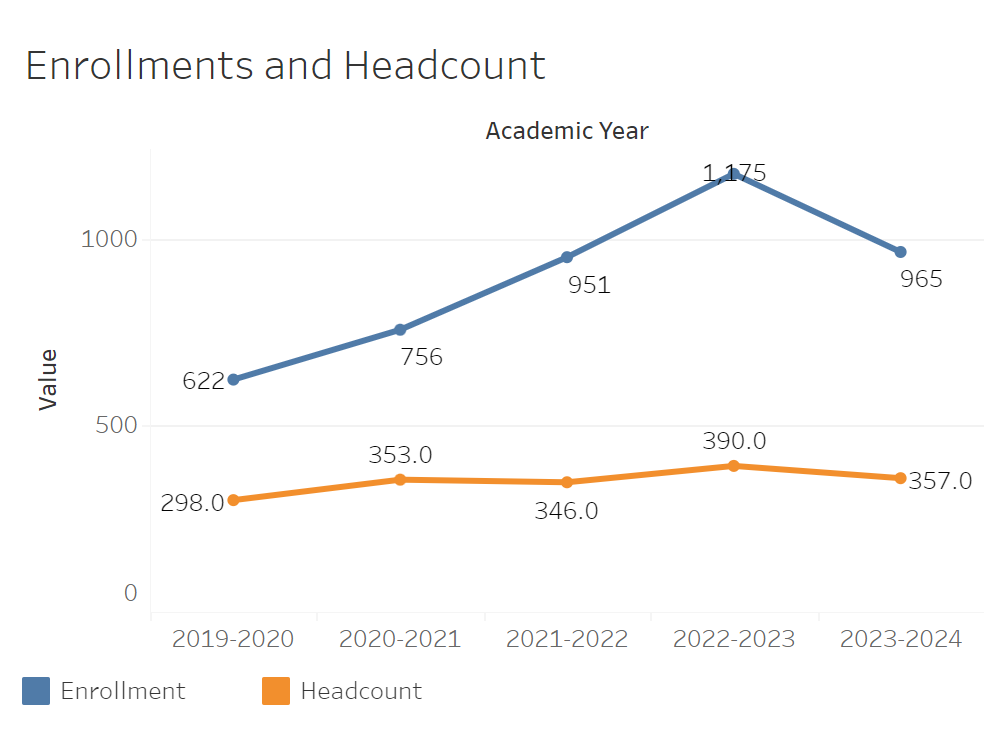 Enrollments and Headcount
Academic Year
1,175
1000
965
951
Value
756
622
500
390.0
353.0
357.0
298.0
346.0
0
2019-2020 2020-2021 2021-2022 2022-2023 2023-2024
Enrollment Headcount